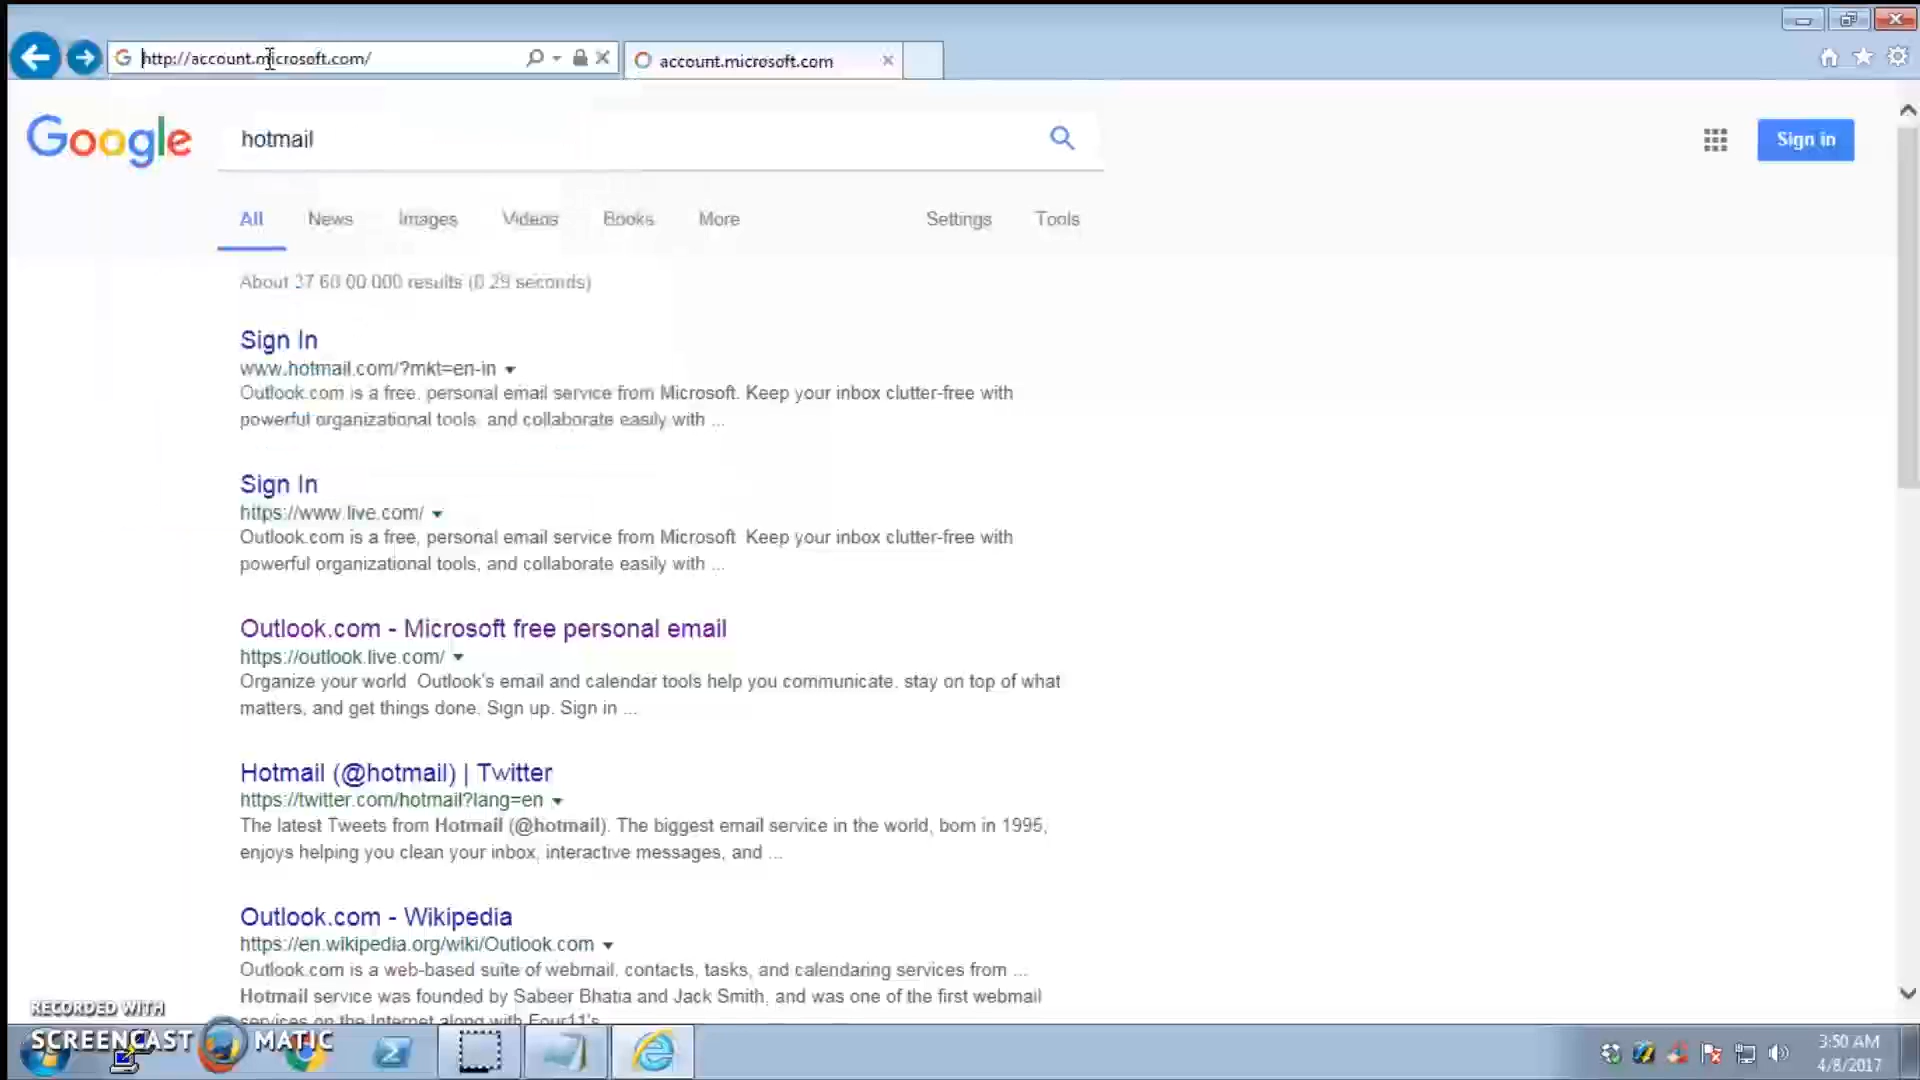 http://account.microsoft.com/
account.microsoft.com
Google
hotmail
Sign in
All News Images Videos Books More Settings Tools
About 37 60 00 000 results (0.29 seconds)
Sign In
www.hotmail.com/?mkt=en-in
Outlook.com is a free, personal email service from Microsoft. Keep your inbox clutter-free with
powerful organizational tools, and collaborate easily with ...
Sign In
https://www.live.com/
Outlook.com is a free, personal email service from Microsoft Keep your inbox clutter-free with
powerful organizational tools, and collaborate easily with ...
Outlook.com - Microsoft free personal email
https://outlook.live.com/
Organize your world Outlook's email and calendar tools help you communicate, stay on top of what
matters, and get things done. Sign up. Sign in ...
Hotmail (@hotmail) | Twitter
https://twitter.com/hotmail?lang=en
The latest Tweets from Hotmail (@hotmail). The biggest email service in the world, born in 1995,
enjoys helping you clean your inbox, interactive messages, and ...
Outlook.com - Wikipedia
https://en.wikipedia.org/wiki/Outlook.com
Outlook.com is a web-based suite of webmail, contacts, tasks, and calendaring services from ...
Hotmail service was founded by Sabeer Bhatia and Jack Smith, and was one of the first webmail
services on the Internet along with Four11's
RECORDED WITH
SCREENCAST MATIC
3:50 AM
4/8/2017